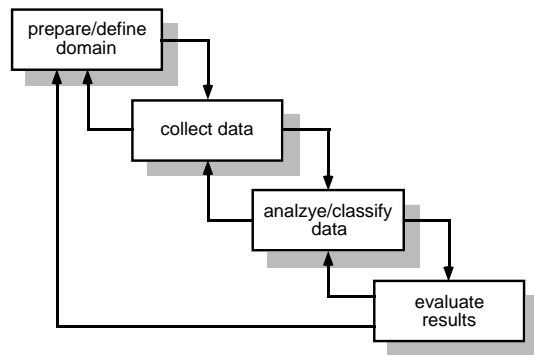 prepare/define
domain
collect data
analzye/classify
data
evaluate
results